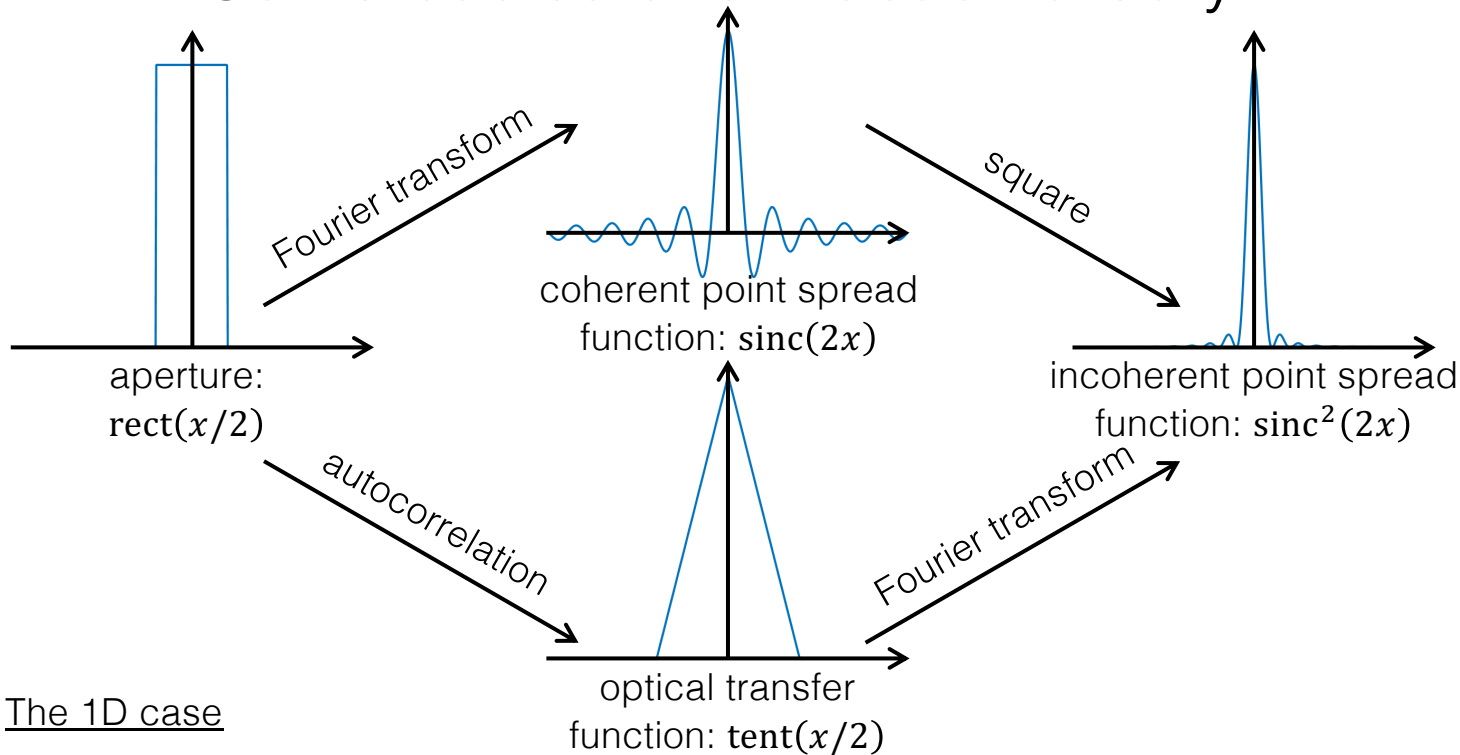 Fourier transform
square
coherent point spread
function: sinc(2x)
aperture:
rect(x/2)
incoherent point spread
function: sinc²(2x)
autocorrelation
Fourier transform
optical transfer
function: tent(x/2)
The 1D case